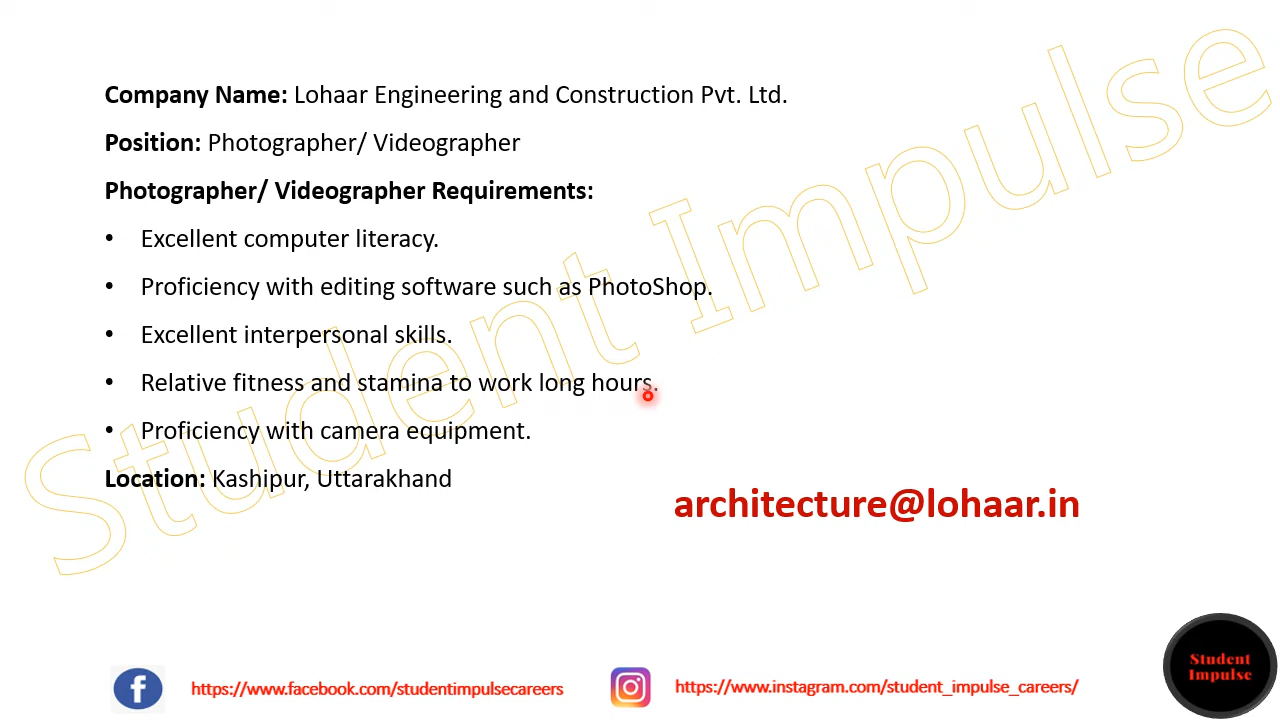 Company Name: Lohaar Engineering and Construction Pvt. Ltd.
Position: Photographer/ Videographer
Photographer/ Videographer Requirements:
• Excellent computer literacy.
• Proficiency with editing software such as PhotoShop.
• Excellent interpersonal skills.
• Relative fitness and stamina to work long hours.
• Proficiency with camera equipment.
Location: Kashipur, Uttarakhand
architecture@lohaar.in
Student Impulse
https://www.facebook.com/studentimpulsecareers
https://www.instagram.com/student_impulse_careers/
Student
Impulse